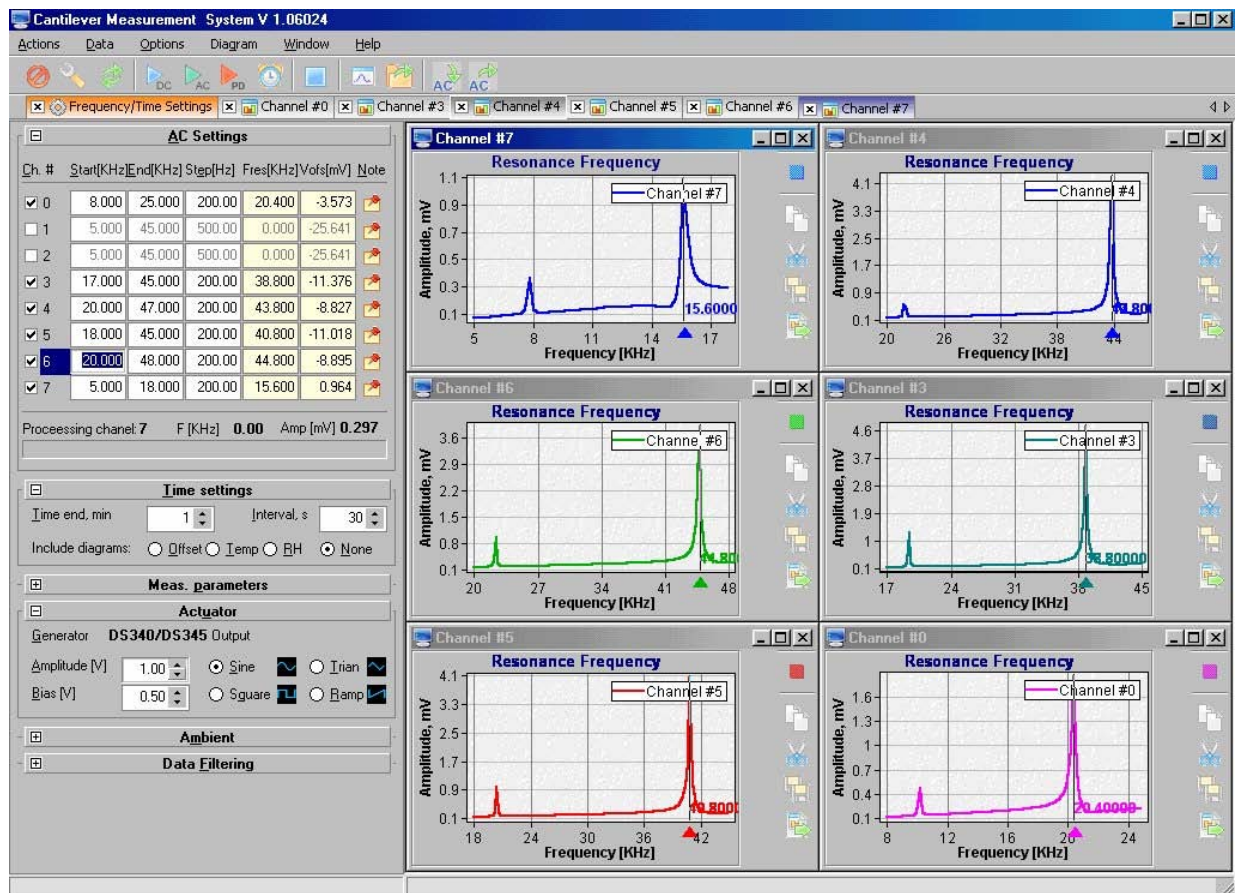 Cantilever Measurement System V 1.06024
Actions Data Options Diagram Window Help
DC AC PD AC AC
Frequency/Time Settings Channel #0 Channel #3 Channel #4 Channel #5 Channel #6 Channel #7
AC Settings
Ch. # Start[KHz] End[KHz] Step[Hz] Fres[KHz] Vofs[mV] Note
0 8.000 25.000 200.00 20.400 -3.573
1 5.000 45.000 500.00 0.000 -25.641
2 5.000 45.000 500.00 0.000 -25.641
3 17.000 45.000 200.00 38.800 -11.376
4 20.000 47.000 200.00 43.800 -8.827
5 18.000 45.000 200.00 40.800 -11.018
6 20.000 48.000 200.00 44.800 -8.895
7 5.000 18.000 200.00 15.600 0.964
Proceessing chanel: 7 F [KHz] 0.00 Amp [mV] 0.297
Time settings
Time end, min 1 Interval, s 30
Include diagrams: Offset Temp RH None
Meas. parameters
Actuator
Generator DS340/DS345 Output
Amplitude [V] 1.00 Sine Trian
Bias [V] 0.50 Sguare Ramp
Ambient
Data Filtering
Channel #7
Resonance Frequency
Channel #7
Amplitude, mV
1.1
0.9
0.7
0.5
0.3
0.1
15.6000
5 8 11 14 17
Frequency [KHz]
Channel #4
Resonance Frequency
Channel #4
Amplitude, mV
4.1
3.3
2.5
1.7
0.9
0.1
20 26 32 38 44
Frequency [KHz]
Channel #6
Resonance Frequency
Channel #6
Amplitude, mV
3.6
2.9
2.2
1.5
0.8
0.1
20 27 34 41 48
Frequency [KHz]
Channel #3
Resonance Frequency
Channel #3
Amplitude, mV
4.6
3.7
2.8
1.9
1
0.1
38.80000
17 24 31 38 45
Frequency [KHz]
Channel #5
Resonance Frequency
Channel #5
Amplitude, mV
4.1
3.3
2.5
1.7
0.9
0.1
40.8000
18 24 30 36 42
Frequency [KHz]
Channel #0
Resonance Frequency
Channel #0
Amplitude, mV
1.6
1.3
1
0.7
0.4
0.1
20.40000
8 12 16 20 24
Frequency [KHz]